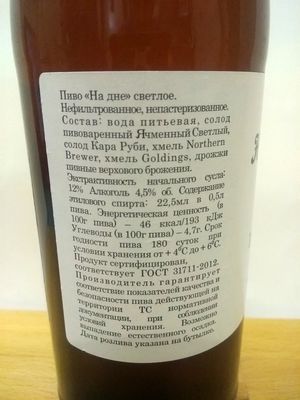 Пиво «На дне» светлое.
Нефильтрованное, непастеризованное.
Состав: вода питьевая, солод
пивоваренный Ячменный Светлый,
солод Кара Руби, хмель Northern
Brewer, хмель Goldings, дрожжи
пивные верхового брожения.
Экстрактивность начального сусла:
12% Алкоголь 4,5% об. Содержание
этилового спирта: 22,5мл в 0,5л
пива. Энергетическая ценность (в
100г пива) – 46 ккал/193 кДж
Углеводы (в 100г пива) – 4,7г. Срок
годности пива 180 суток при
условии хранения от + 4°С до +6°С.
Продукт сертифицирован.
соответствует ГОСТ 31711-2012.
Производитель гарантирует
соответствие показателей качества и
безопасности пива действующей на
территории ТС нормативной
документации, при соблюдении
условий хранения. Возможно
выпадение естественного осадка.
Дата розлива указана на бутылке.